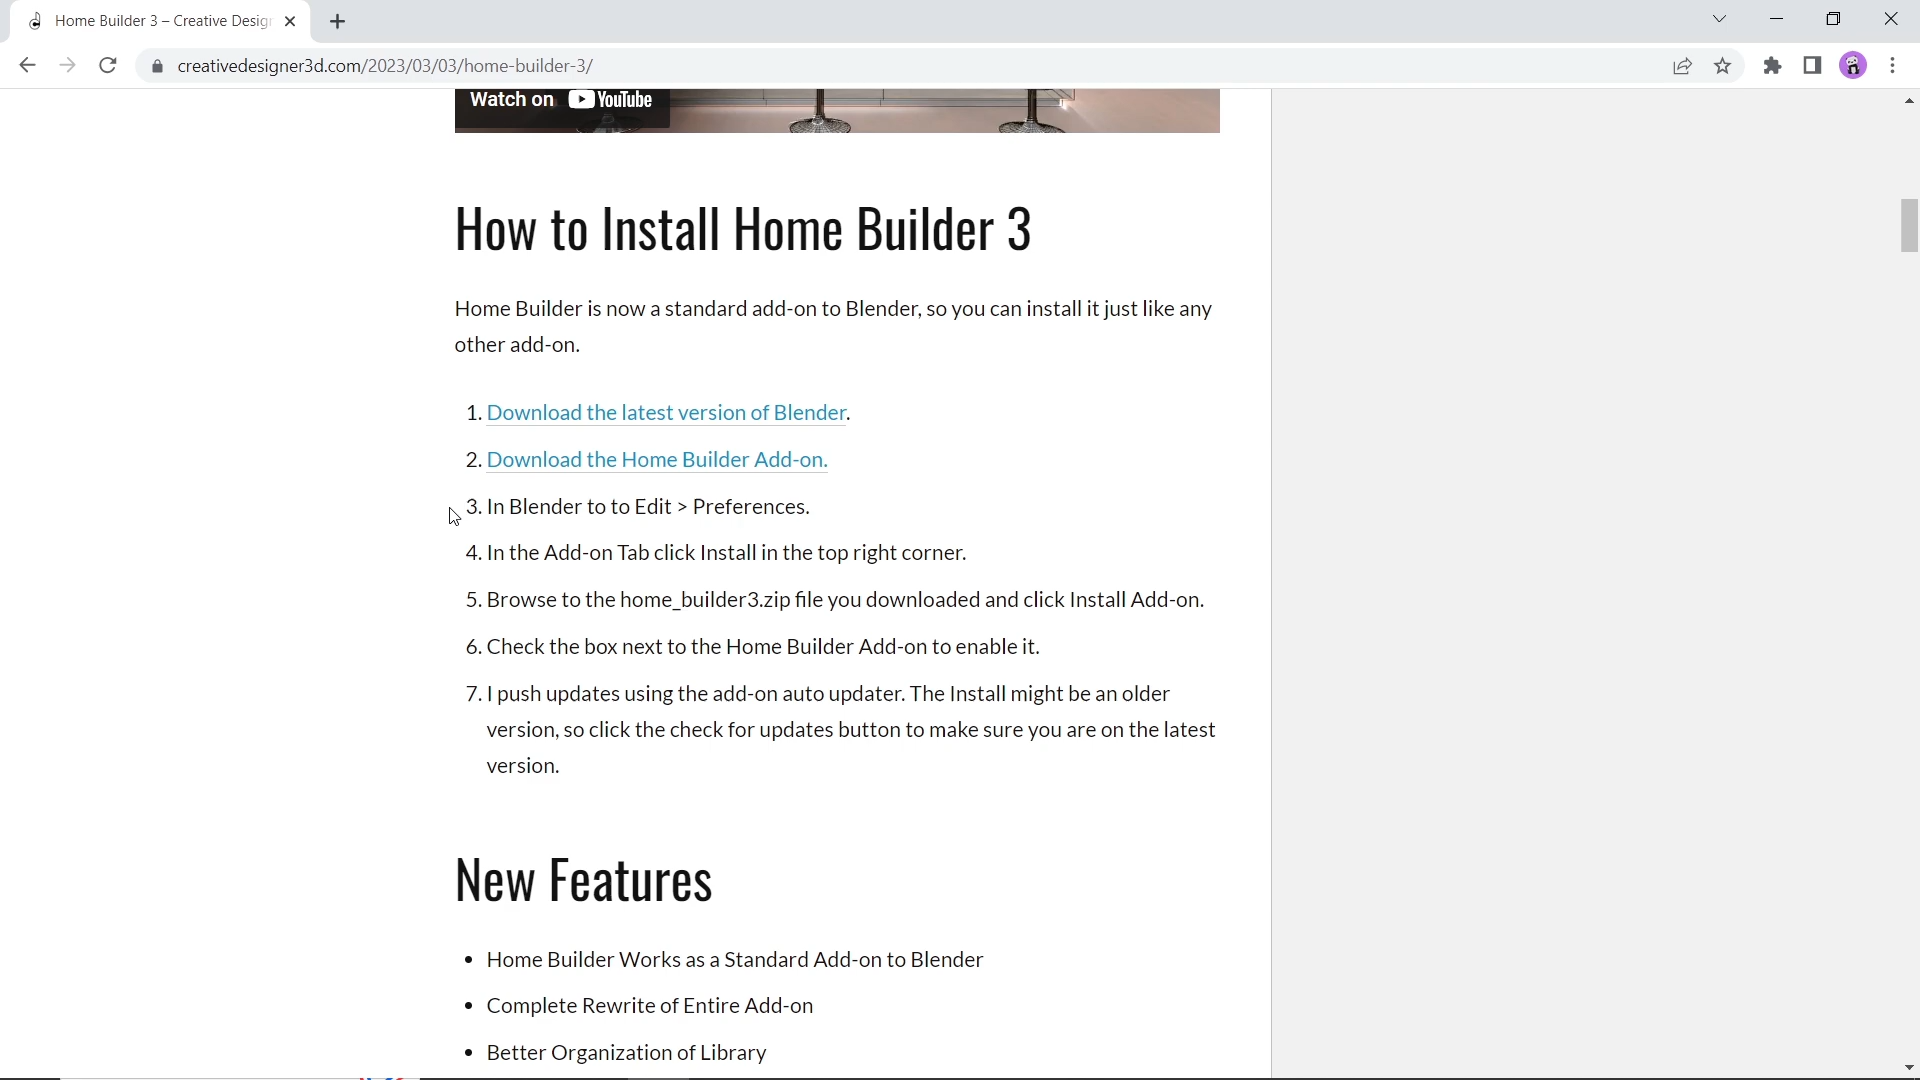 Home Builder 3 – Creative Desig
creativedesigner3d.com/2023/03/03/home-builder-3/
Watch on YouTube
How to Install Home Builder 3
Home Builder is now a standard add-on to Blender, so you can install it just like any
other add-on.
1. Download the latest version of Blender.
2. Download the Home Builder Add-on.
3. In Blender to to Edit > Preferences.
4. In the Add-on Tab click Install in the top right corner.
5. Browse to the home_builder3.zip file you downloaded and click Install Add-on.
6. Check the box next to the Home Builder Add-on to enable it.
7. I push updates using the add-on auto updater. The Install might be an older
version, so click the check for updates button to make sure you are on the latest
version.
New Features
• Home Builder Works as a Standard Add-on to Blender
• Complete Rewrite of Entire Add-on
• Better Organization of Library